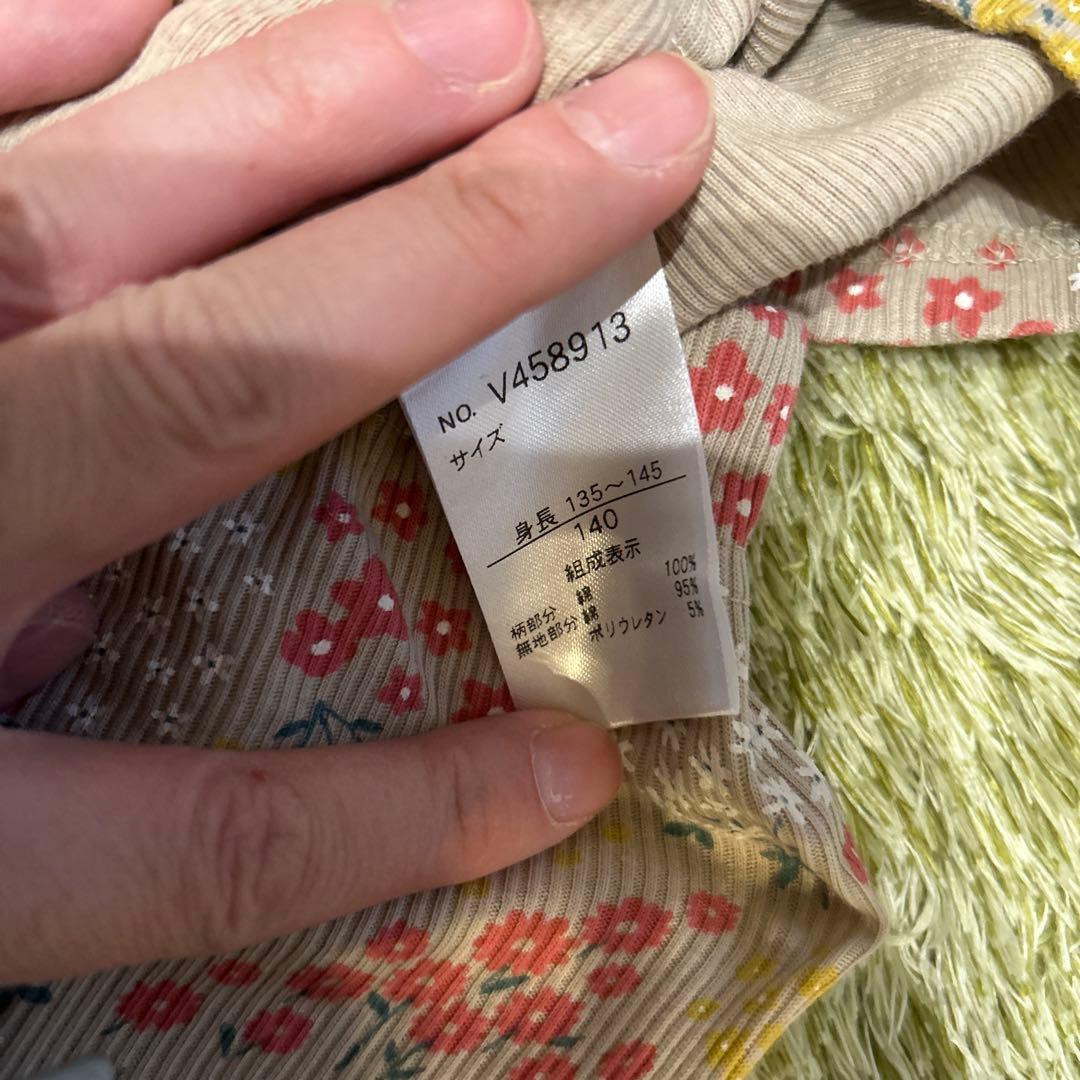 NO. V458913
サイズ
身長 135〜145
140
組成表示
柄部分 綿 100%
無地部分 綿 95%
ポリウレタン 5%